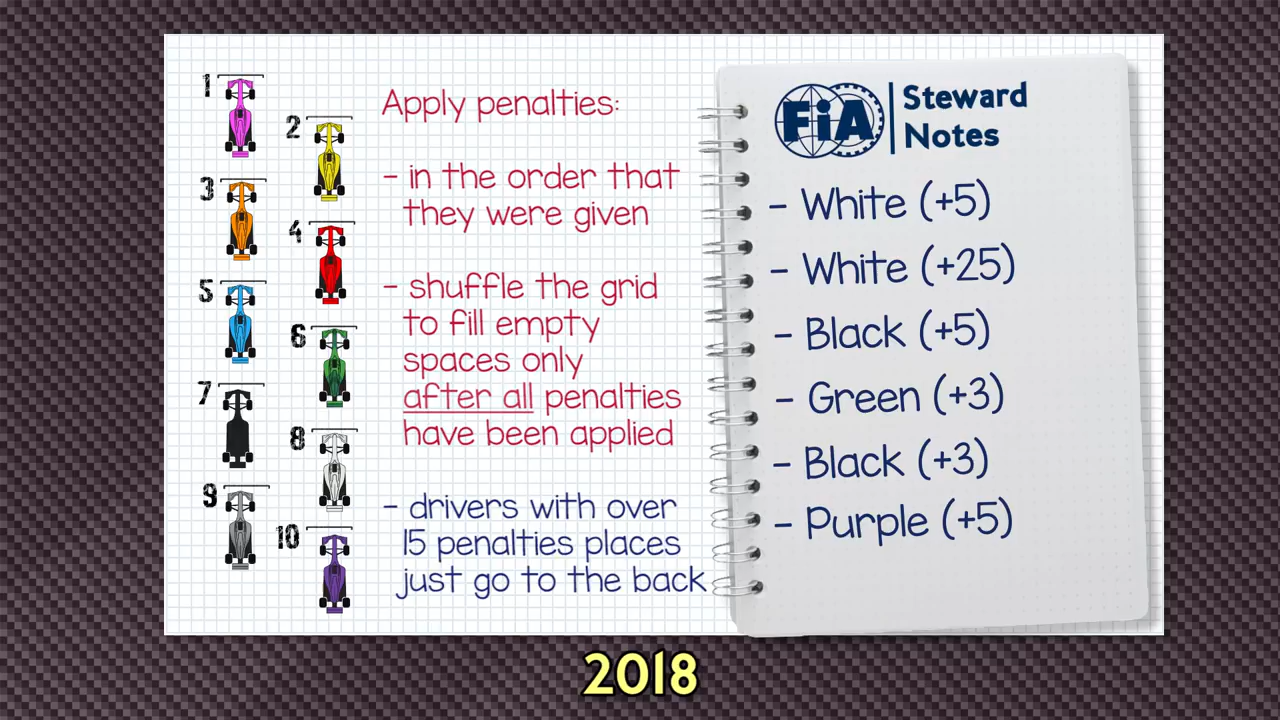 1
2
3
4
5
6
7
8
9
10
Apply penalties:
- in the order that
they were given
- shuffle the grid
to fill empty
spaces only
after all penalties
have been applied
- drivers with over
15 penalties places
just go to the back
FiA
Steward
Notes
- White (+5)
- White (+25)
- Black (+5)
- Green (+3)
- Black (+3)
- Purple (+5)
2018